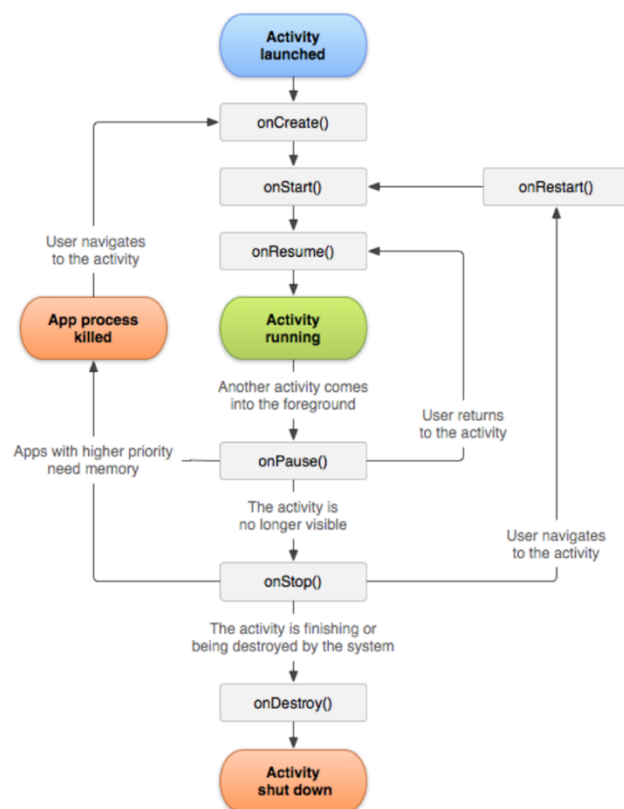 Activity
launched
onCreate()
onStart()
onRestart()
User navigates
to the activity
onResume()
App process
killed
Activity
running
Another activity comes
into the foreground
User returns
to the activity
Apps with higher priority
need memory
onPause()
The activity is
no longer visible
User navigates
to the activity
onStop()
The activity is finishing or
being destroyed by the system
onDestroy()
Activity
shut down